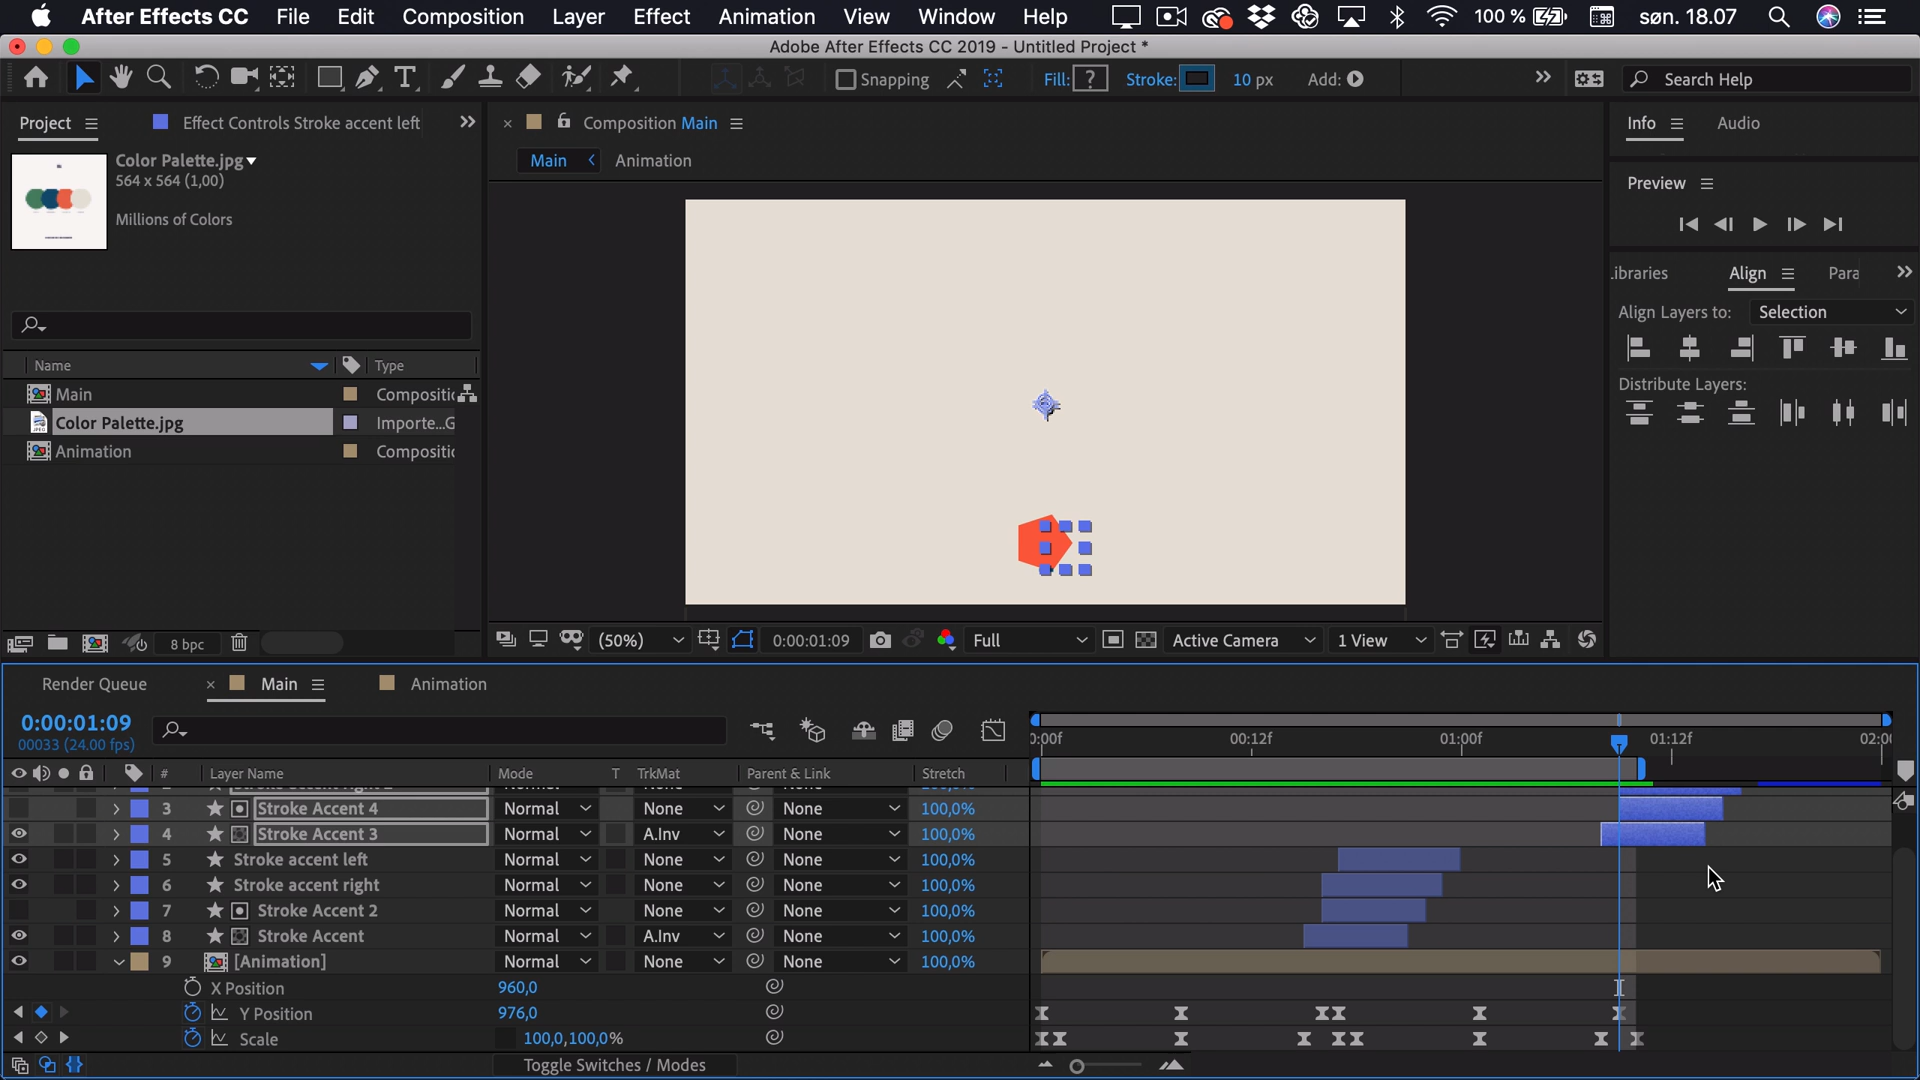 After Effects CC File Edit Composition Layer Effect Animation View Window Help 100 % søn. 18.07
Adobe After Effects CC 2019 - Untitled Project *
Snapping Fill: ? Stroke: 10 px Add: Search Help
Project Effect Controls Stroke accent left
Composition Main
Info Audio
Main Animation
Color Palette.jpg
564 x 564 (1,00)
Millions of Colors
Preview
ibraries Align Para
Align Layers to: Selection
Distribute Layers:
Name Type
Main Compositi
Color Palette.jpg Importe...G
Animation Compositi
8 bpc
(50%) 0:00:01:09 Full Active Camera 1 View
Render Queue Main Animation
0:00:01:09
00033 (24.00 fps)
0:00f 00:12f 01:00f 01:12f 02:0
# Layer Name Mode T TrkMat Parent & Link Stretch
3 Stroke Accent 4 Normal None None 100,0%
4 Stroke Accent 3 Normal A.Inv None 100,0%
5 Stroke accent left Normal None None 100,0%
6 Stroke accent right Normal None None 100,0%
7 Stroke Accent 2 Normal None None 100,0%
8 Stroke Accent Normal A.Inv None 100,0%
9 [Animation] Normal None None 100,0%
X Position 960,0
Y Position 976,0
Scale 100,0,100,0%
Toggle Switches / Modes